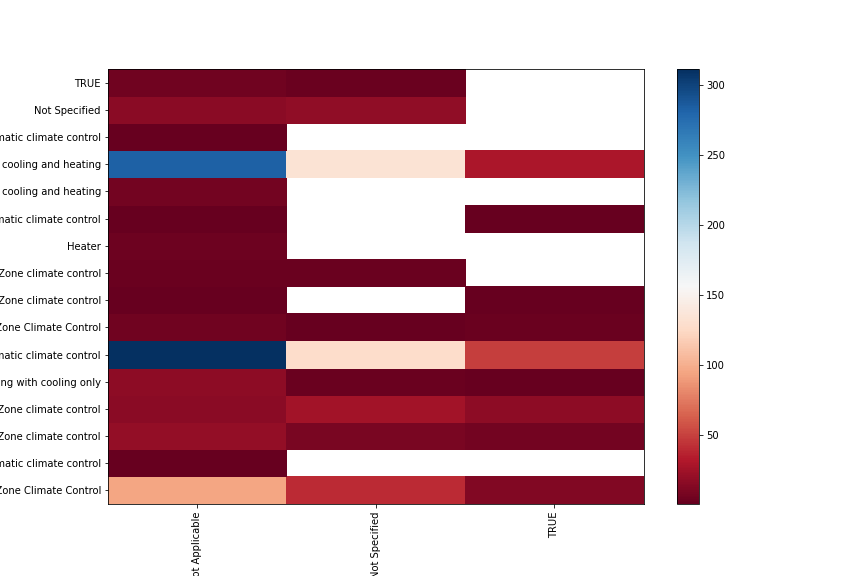 TRUE
Not Specified
matic climate control
cooling and heating
cooling and heating
matic climate control
Heater
Zone climate control
Zone climate control
Zone Climate Control
matic climate control
ng with cooling only
Zone climate control
Zone climate control
matic climate control
Zone Climate Control
ot Applicable
Not Specified
TRUE
300
250
200
150
100
50